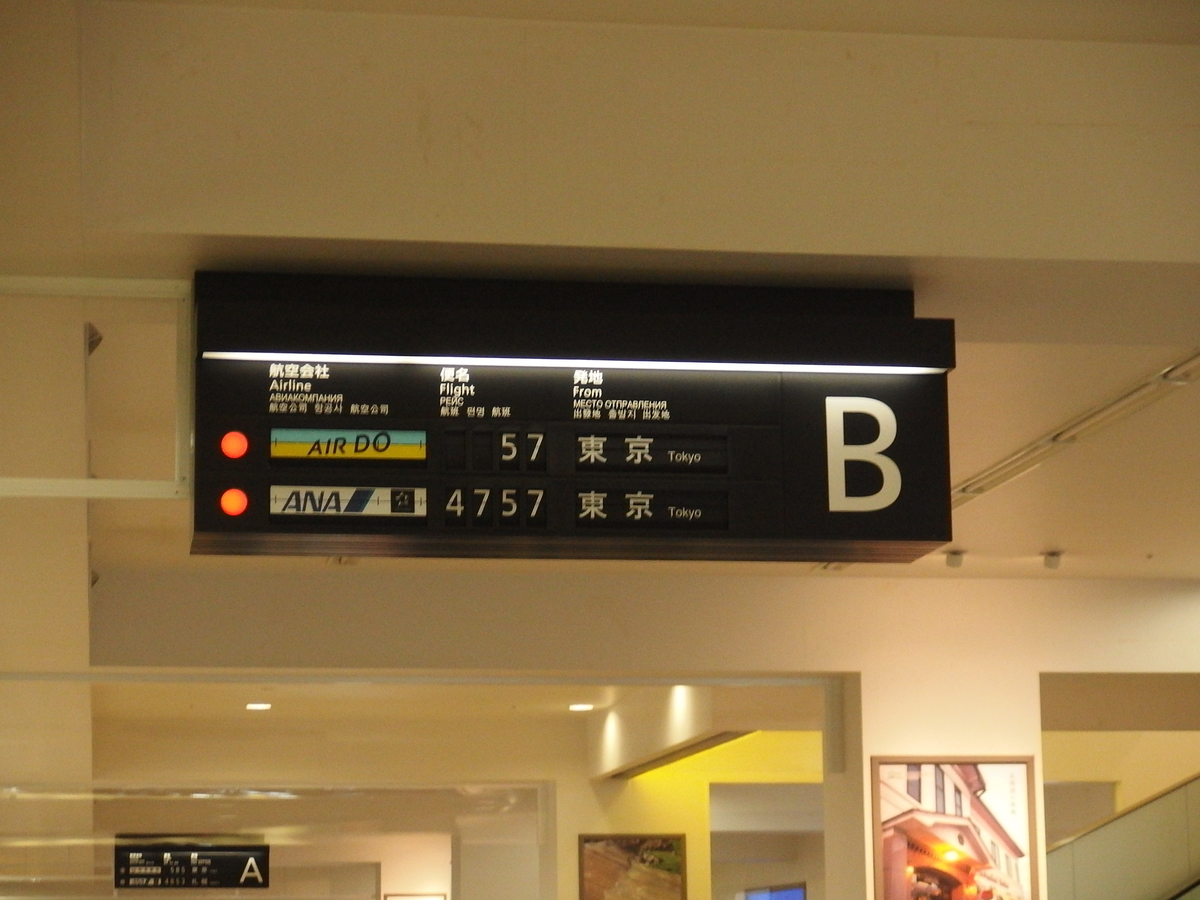 航空会社 便名 発地
Airline Flight From
АВИАКОМПАНИЯ РЕЙС МЕСТО ОТПРАВЛЕНИЯ
航空公司 항공사 航空公司 航班 편명 航班 出發地 출발지 出发地
AIR DO 57 東京 Tokyo
ANA 4757 東京 Tokyo
B
A